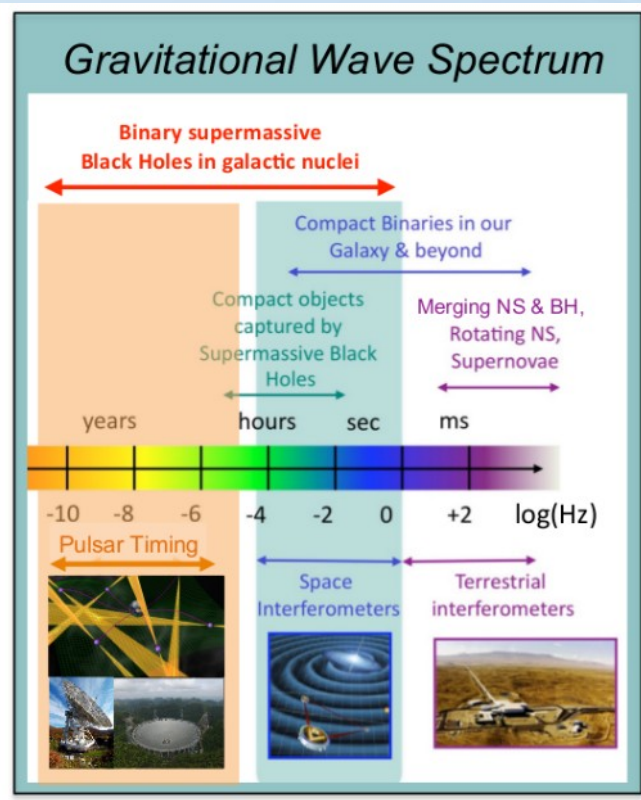 Gravitational Wave Spectrum
Binary supermassive
Black Holes in galactic nuclei
Compact Binaries in our
Galaxy & beyond
Compact objects
captured by
Supermassive Black
Holes
Merging NS & BH,
Rotating NS,
Supernovae
years hours sec ms
-10 -8 -6 -4 -2 0 +2 log(Hz)
Pulsar Timing
Space
Interferometers
Terrestrial
interferometers